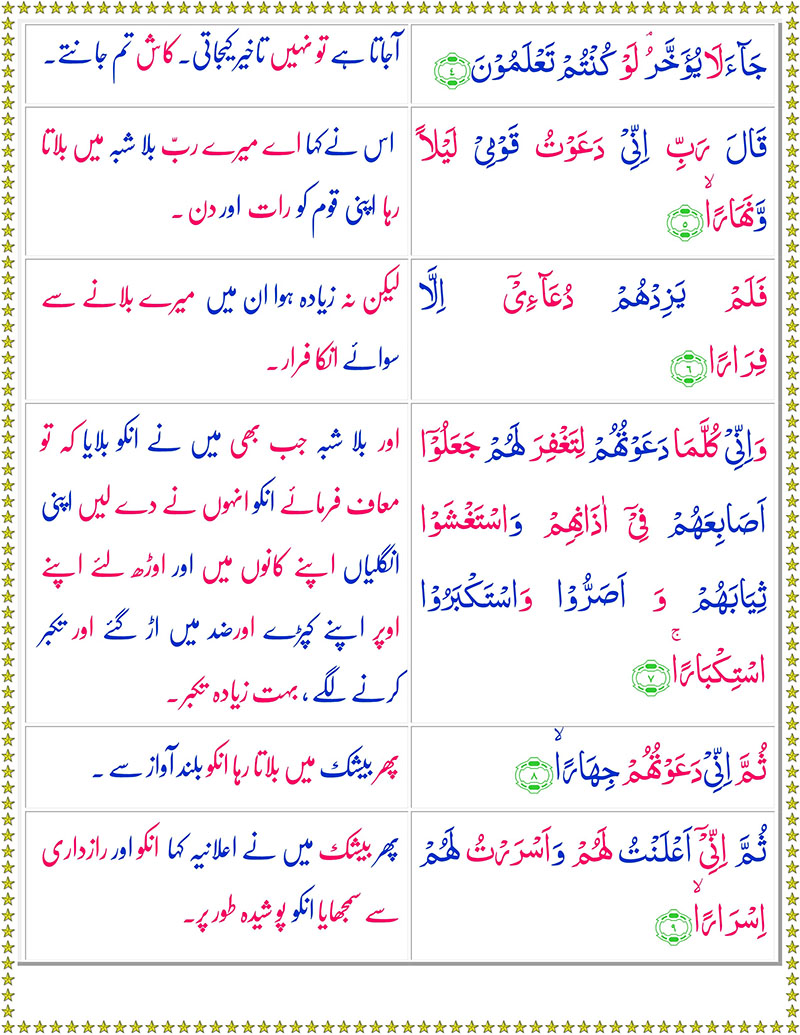 جَآءَ لَا يُؤَخَّرُ ۘ لَوْ كُنْتُمْ تَعْلَمُوْنَ ﴿٤﴾
آجاتا ہے تو نہیں تاخیر کیجاتی۔ کاش تم جانتے۔
قَالَ رَبِّ اِنِّىْ دَعَوْتُ قَوْمِىْ لَيْلًا
وَّنَهَارًا ۙ ﴿٥﴾
اس نے کہا اے میرے ربّ بلا شبہ میں بلاتا
رہا اپنی قوم کو رات اور دن ۔
فَلَمْ يَزِدْهُمْ دُعَآءِىْۤ اِلَّا
فِرَارًا ﴿٦﴾
لیکن نہ زیادہ ہوا ان میں میرے بلانے سے
سوائے انکا فرار ۔
وَاِنِّىْ كُلَّمَا دَعَوْتُهُمْ لِتَغْفِرَ لَهُمْ جَعَلُوْۤا
اَصَابِعَهُمْ فِىْۤ اٰذَانِهِمْ وَاسْتَغْشَوْا
ثِيَابَهُمْ وَ اَصَرُّوْا وَاسْتَكْبَرُوا
اسْتِكْبَارًا ۚ ﴿٧﴾
اور بلا شبہ جب بھی میں نے انکو بلایا کہ تو
معاف فرمائے انکو انہوں نے دے لیں اپنی
انگلیاں اپنے کانوں میں اور اوڑھ لئے اپنے
اوپر اپنے کپڑے اور ضد میں اڑ گئے اور تکبر
کرنے لگے، بہت زیادہ تکبر۔
ثُمَّ اِنِّىْ دَعَوْتُهُمْ جِهَارًا ۙ ﴿٨﴾
پھر بیشک میں بلاتا رہا انکو بلند آواز سے ۔
ثُمَّ اِنِّىْۤ اَعْلَنْتُ لَهُمْ وَاَسْرَرْتُ لَهُمْ
اِسْرَارًا ۙ ﴿٩﴾
پھر بیشک میں نے اعلانیہ کہا انکو اور رازداری
سے سمجھایا انکو پوشیدہ طور پر۔